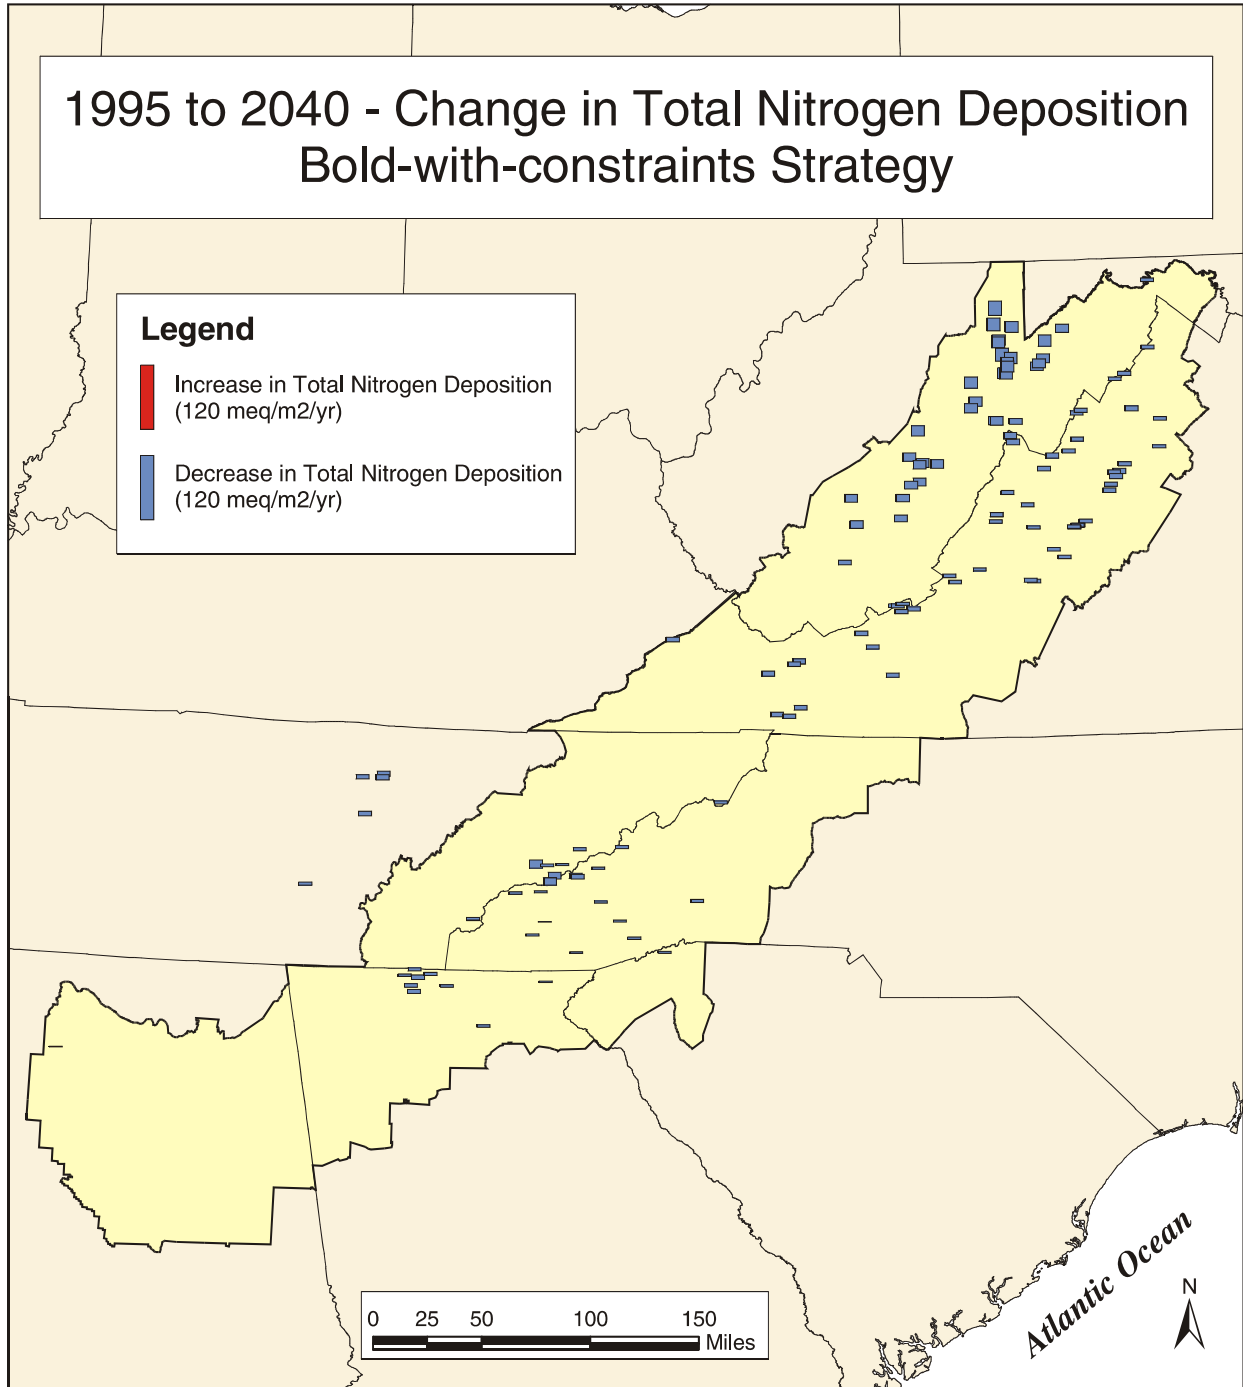 1995 to 2040 - Change in Total Nitrogen Deposition
Bold-with-constraints Strategy
Legend
Increase in Total Nitrogen Deposition
(120 meq/m2/yr)
Decrease in Total Nitrogen Deposition
(120 meq/m2/yr)
0 25 50 100 150
Miles
Atlantic Ocean
N